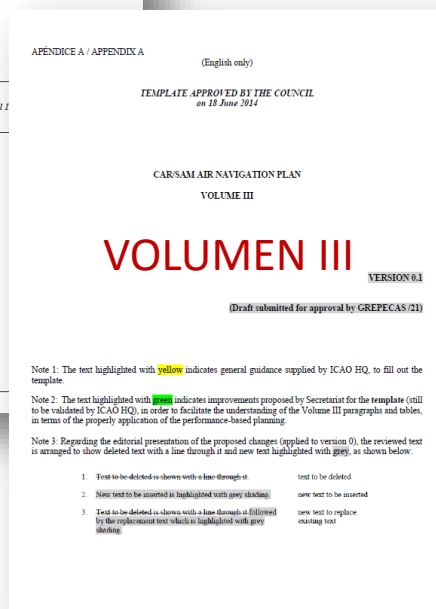 APÉNDICE A / APPENDIX A
(English only)
TEMPLATE APPROVED BY THE COUNCIL
on 18 June 2014
CAR/SAM AIR NAVIGATION PLAN
VOLUME III
VOLUMEN III
VERSION 0.1
(Draft submitted for approval by GREPECAS /21)
Note 1: The text highlighted with yellow indicates general guidance supplied by ICAO HQ, to fill out the
template.
Note 2: The text highlighted with green indicates improvements proposed by Secretariat for the template (still
to be validated by ICAO HQ), in order to facilitate the understanding of the Volume III paragraphs and tables,
in terms of the properly application of the performance-based planning.
Note 3: Regarding the editorial presentation of the proposed changes (applied to version 0), the reviewed text
is arranged to show deleted text with a line through it and new text highlighted with grey, as shown below:
1. Text to be deleted is shown with a line through it. text to be deleted
2. New text to be inserted is highlighted with grey shading. new text to be inserted
3. Text to be deleted is shown with a line through it followed new text to replace
by the replacement text which is highlighted with grey existing text
shading.